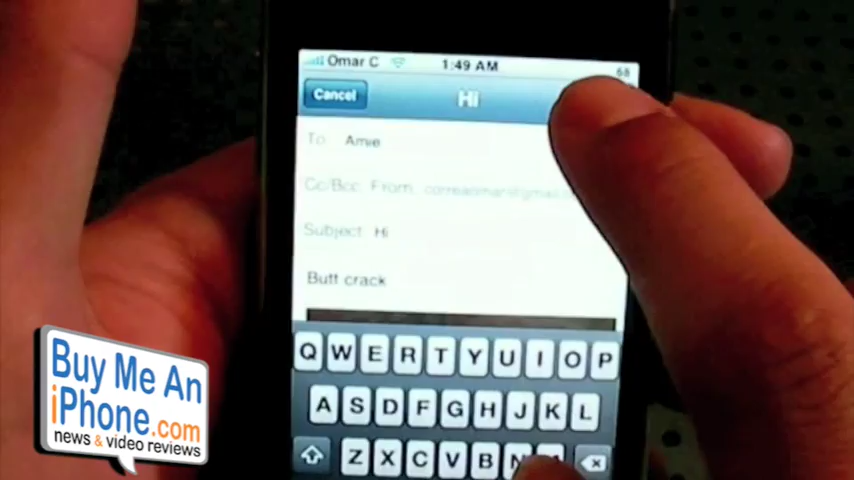 Omar C 1:49 AM 68
Cancel Hi
To: Amie
Cc/Bcc, From:
Subject: Hi
Butt crack
Q W E R T Y U I O P
A S D F G H J K L
Z X C V B N
Buy Me An
iPhone.com
news & video reviews